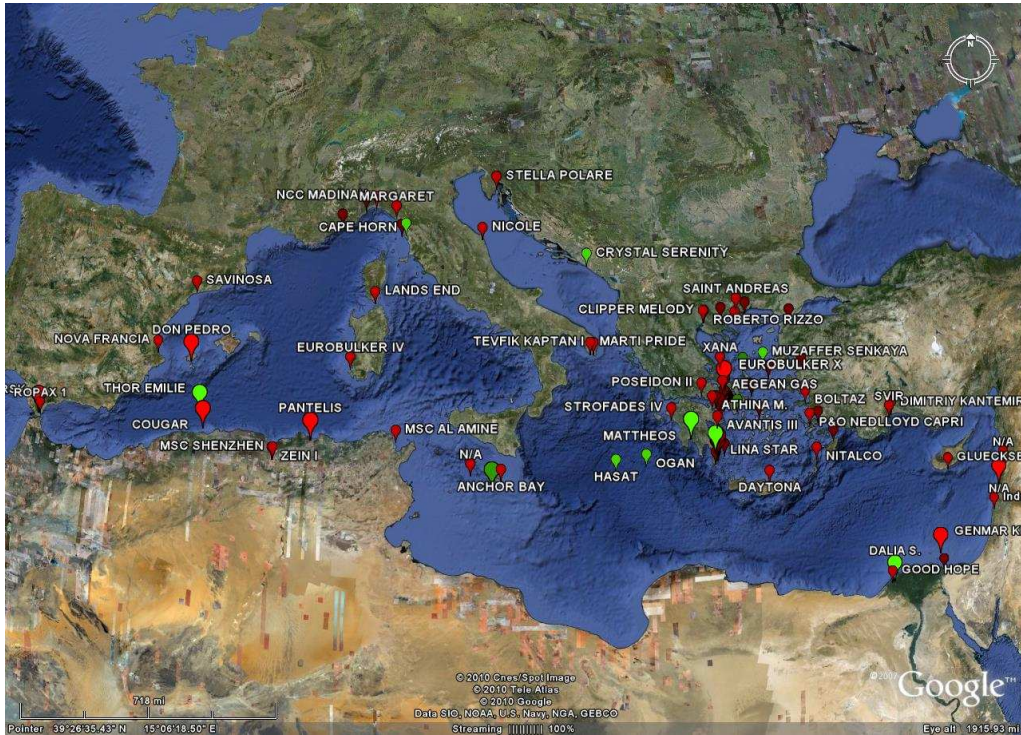 N
STELLA POLARE
NCC MADINA
MARGARET
CAPE HORN
NICOLE
CRYSTAL SERENITY
SAVINOSA
LANDS END
SAINT ANDREAS
CLIPPER MELODY
ROBERTO RIZZO
DON PEDRO
NOVA FRANCIA
EUROBULKER IV
TEVFIK KAPTAN I
MARTI PRIDE
XANA
MUZAFFER SENKAYA
EUROBULKER X
ROPAX 1
THOR EMILIE
POSEIDON II
AEGEAN GAS
SVIR
DIMITRIY KANTEMIR
PANTELIS
STROFADES IV
ATHINA M.
BOLTAZ
COUGAR
MSC AL AMINE
MATTHEOS
AVANTIS III
P&O NEDLLOYD CAPRI
MSC SHENZHEN
ZEIN I
N/A
LINA STAR
NITALCO
N/A
GLUECKSB
ANCHOR BAY
HASAT
OGAN
DAYTONA
N/A
Ind
GENMAR K
DALIA S.
GOOD HOPE
© 2010 Cnes/Spot Image
© 2010 Tele Atlas
© 2010 Google
Data SIO, NOAA, U.S. Navy, NGA, GEBCO
Google™
718 mi
Pointer 39°26'35.43" N 15°06'18.50" E
Streaming |||||||||| 100%
Eye alt 1915.93 mi